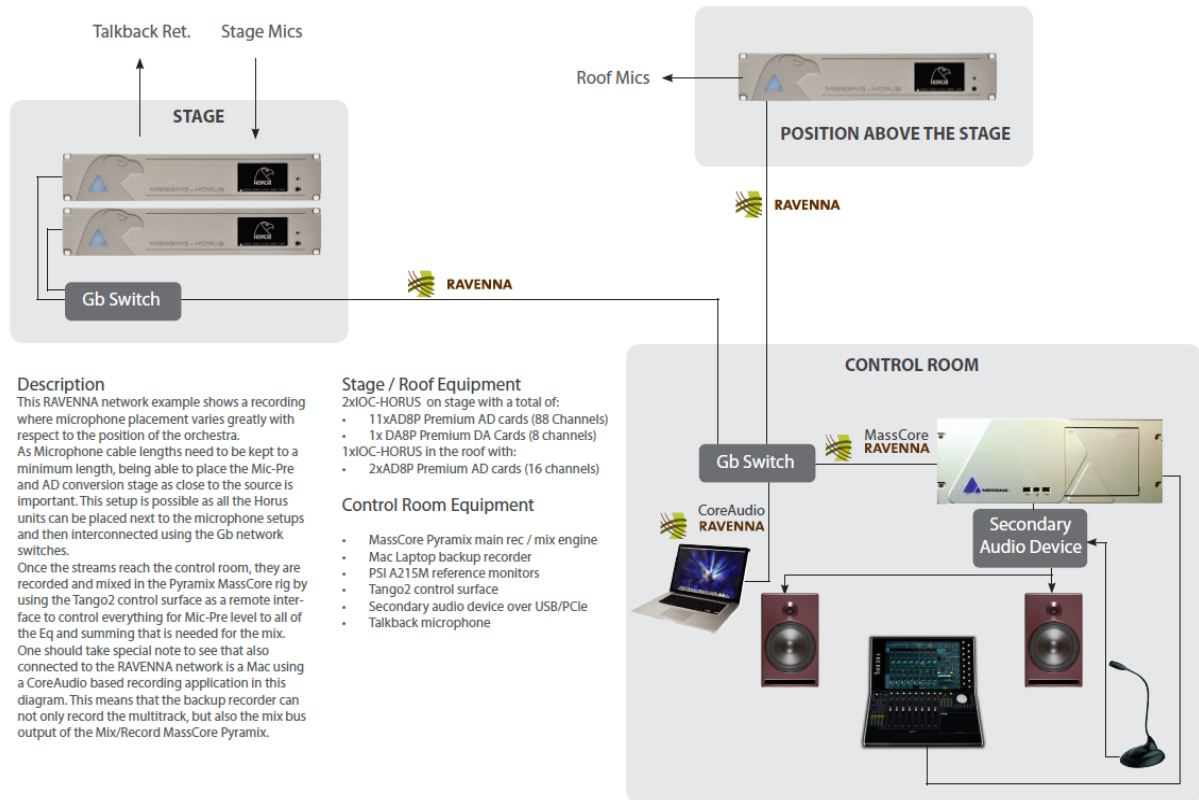 Talkback Ret.
Stage Mics
STAGE
MERGING HORUS
HORUS
MERGING HORUS
HORUS
Gb Switch
RAVENNA
Roof Mics
MERGING HORUS
HORUS
POSITION ABOVE THE STAGE
RAVENNA
Description
This RAVENNA network example shows a recording
where microphone placement varies greatly with
respect to the position of the orchestra.
As Microphone cable lengths need to be kept to a
minimum length, being able to place the Mic-Pre
and AD conversion stage as close to the source is
important. This setup is possible as all the Horus
units can be placed next to the microphone setups
and then interconnected using the Gb network
switches.
Once the streams reach the control room, they are
recorded and mixed in the Pyramix MassCore rig by
using the Tango2 control surface as a remote inter-
face to control everything for Mic-Pre level to all of
the Eq and summing that is needed for the mix.
One should take special note to see that also
connected to the RAVENNA network is a Mac using
a CoreAudio based recording application in this
diagram. This means that the backup recorder can
not only record the multitrack, but also the mix bus
output of the Mix/Record MassCore Pyramix.
Stage / Roof Equipment
2xIOC-HORUS on stage with a total of:
• 11xAD8P Premium AD cards (88 Channels)
• 1x DA8P Premium DA Cards (8 channels)
1xIOC-HORUS in the roof with:
• 2xAD8P Premium AD cards (16 channels)
Control Room Equipment
• MassCore Pyramix main rec / mix engine
• Mac Laptop backup recorder
• PSI A215M reference monitors
• Tango2 control surface
• Secondary audio device over USB/PCIe
• Talkback microphone
CONTROL ROOM
Gb Switch
MassCore
RAVENNA
MERGING
CoreAudio
RAVENNA
Secondary
Audio Device